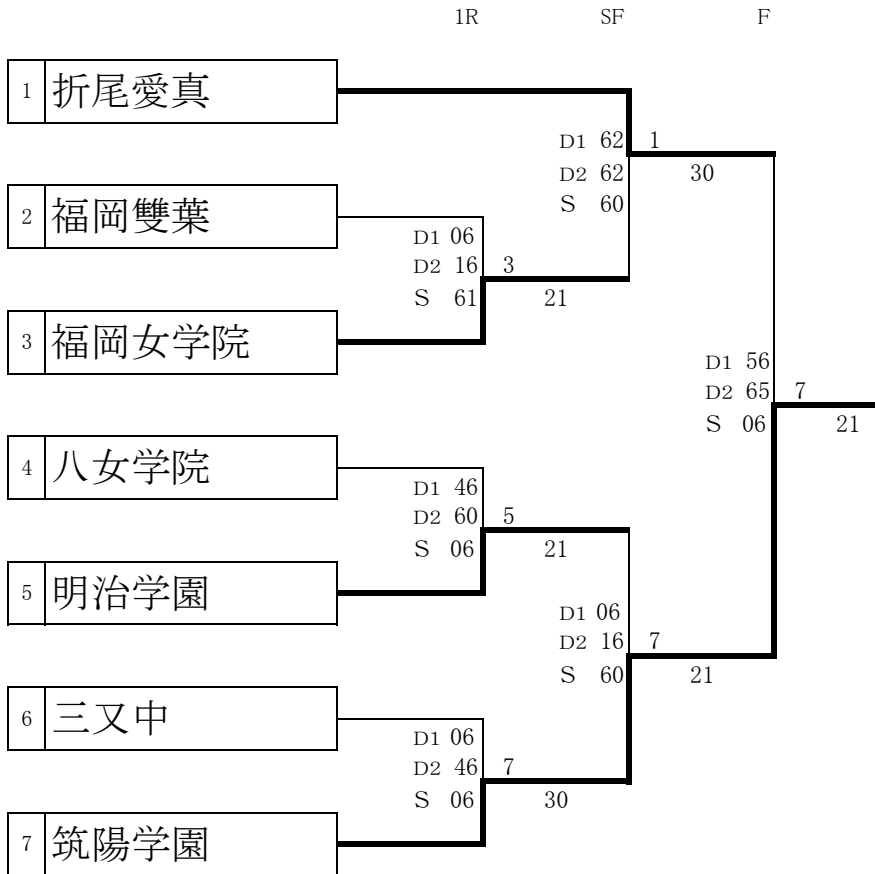 1R SF F
1 折尾愛真
D1 62 1
D2 62 30
S 60
2 福岡雙葉
D1 06
D2 16 3
S 61 21
3 福岡女学院
D1 56
D2 65 7
S 06 21
4 八女学院
D1 46
D2 60 5
S 06 21
5 明治学園
D1 06
D2 16 7
S 60 21
6 三又中
D1 06
D2 46 7
S 06 30
7 筑陽学園